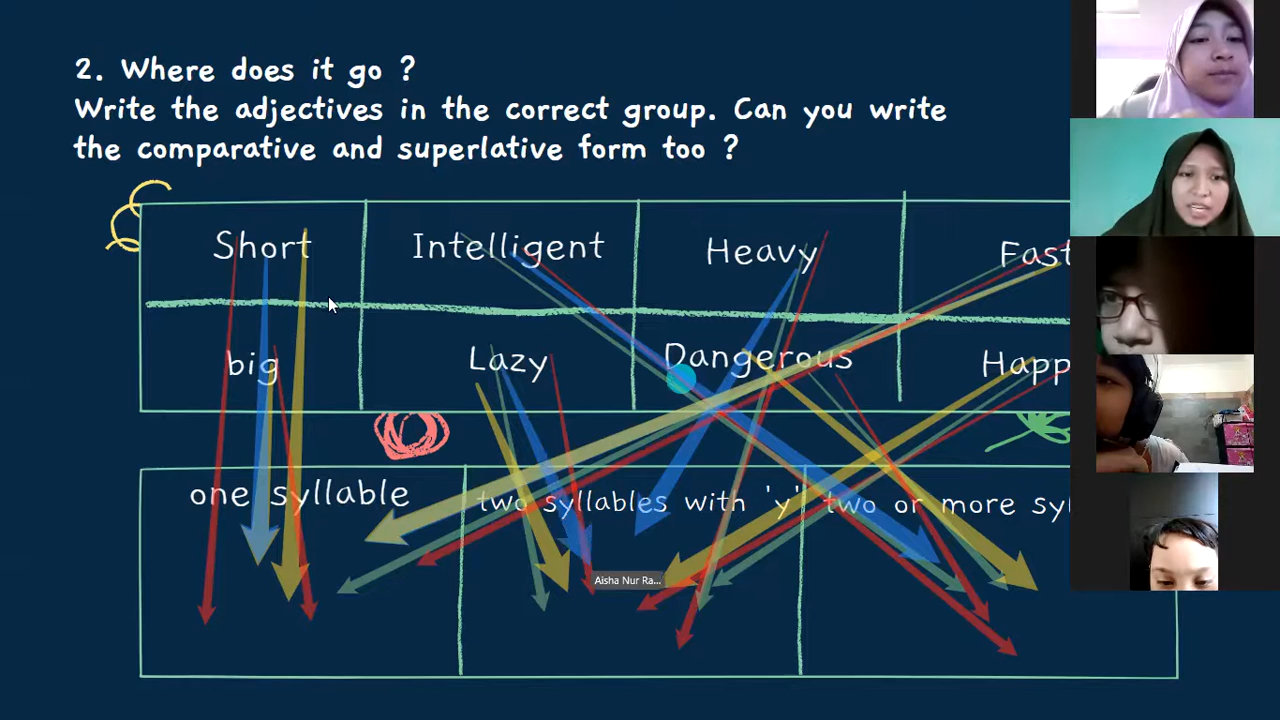 2. Where does it go ?
Write the adjectives in the correct group. Can you write
the comparative and superlative form too ?
Short Intelligent Heavy Fast
big Lazy Dangerous Happ
one syllable two syllables with 'y' two or more syl
Aisha Nur Ra...